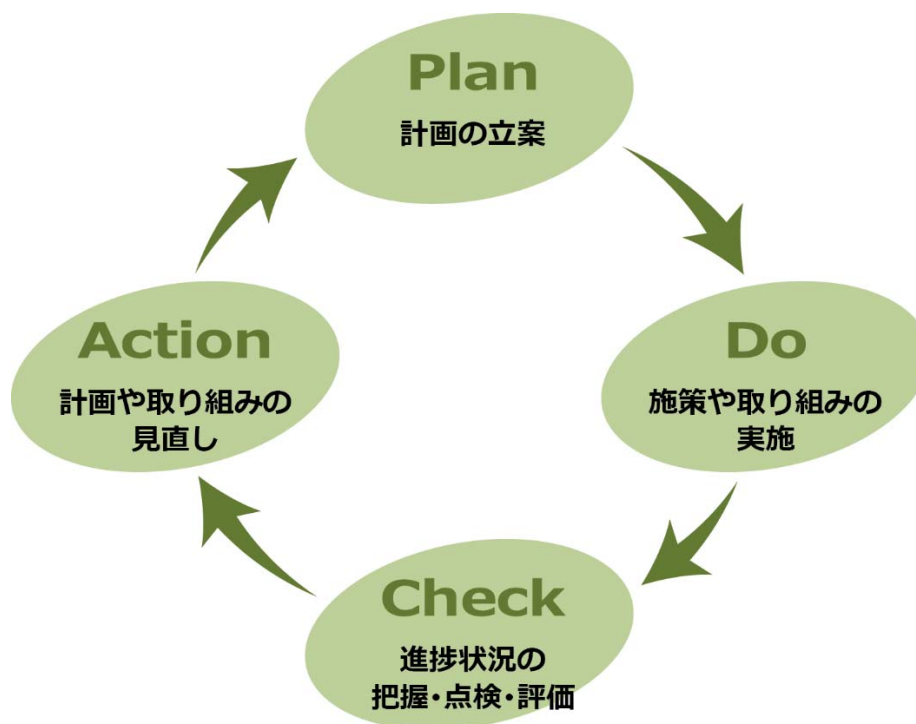 Plan
計画の立案
Do
施策や取り組みの
実施
Check
進捗状況の
把握・点検・評価
Action
計画や取り組みの
見直し